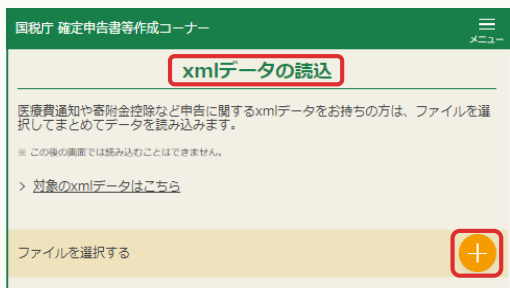 国税庁 確定申告書等作成コーナー
メニュー
xmlデータの読込
医療費通知や寄附金控除など申告に関するxmlデータをお持ちの方は、ファイルを選
択してまとめてデータを読み込みます。
※ この後の画面では読み込むことはできません。
> 対象のxmlデータはこちら
ファイルを選択する